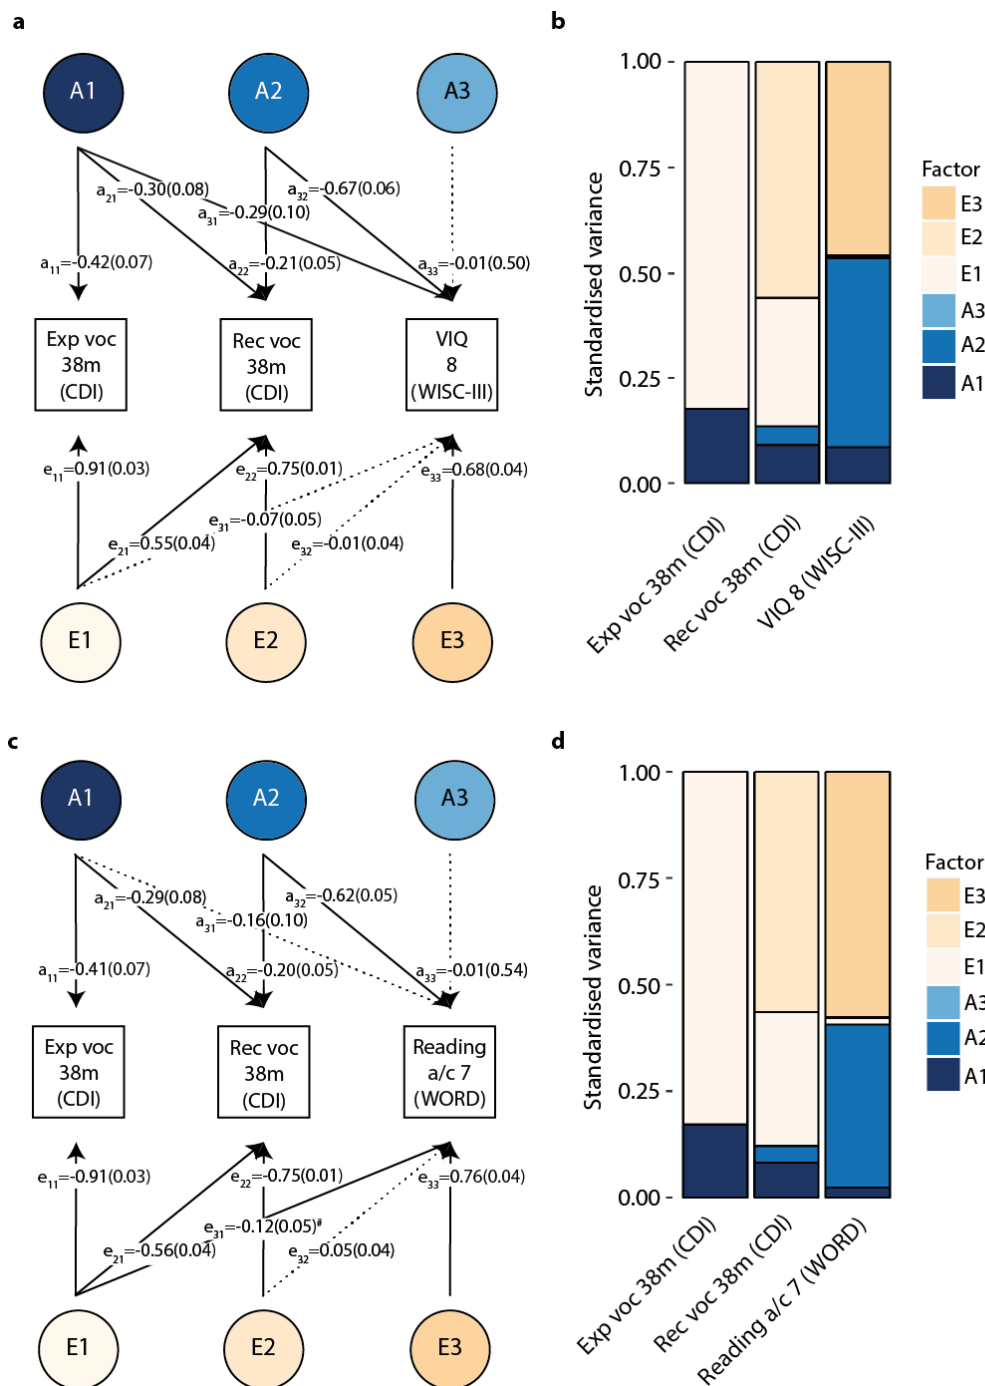 a
A1
A2
A3
a21=-0.30(0.08)
a32=-0.67(0.06)
a31=-0.29(0.10)
a11=-0.42(0.07)
a22=-0.21(0.05)
a33=-0.01(0.50)
Exp voc
38m
(CDI)
Rec voc
38m
(CDI)
VIQ
8
(WISC-III)
e11=0.91(0.03)
e22=0.75(0.01)
e33=0.68(0.04)
e31=-0.07(0.05)
e21=0.55(0.04)
e32=-0.01(0.04)
E1
E2
E3
b
Standardised variance
1.00
0.75
0.50
0.25
0.00
Exp voc 38m (CDI)
Rec voc 38m (CDI)
VIQ 8 (WISC-III)
Factor
E3
E2
E1
A3
A2
A1
c
A1
A2
A3
a21=-0.29(0.08)
a32=-0.62(0.05)
a31=-0.16(0.10)
a11=-0.41(0.07)
a22=-0.20(0.05)
a33=-0.01(0.54)
Exp voc
38m
(CDI)
Rec voc
38m
(CDI)
Reading
a/c 7
(WORD)
e11=-0.91(0.03)
e22=-0.75(0.01)
e33=0.76(0.04)
e31=-0.12(0.05)#
e21=-0.56(0.04)
e32=0.05(0.04)
E1
E2
E3
d
Standardised variance
1.00
0.75
0.50
0.25
0.00
Exp voc 38m (CDI)
Rec voc 38m (CDI)
Reading a/c 7 (WORD)
Factor
E3
E2
E1
A3
A2
A1